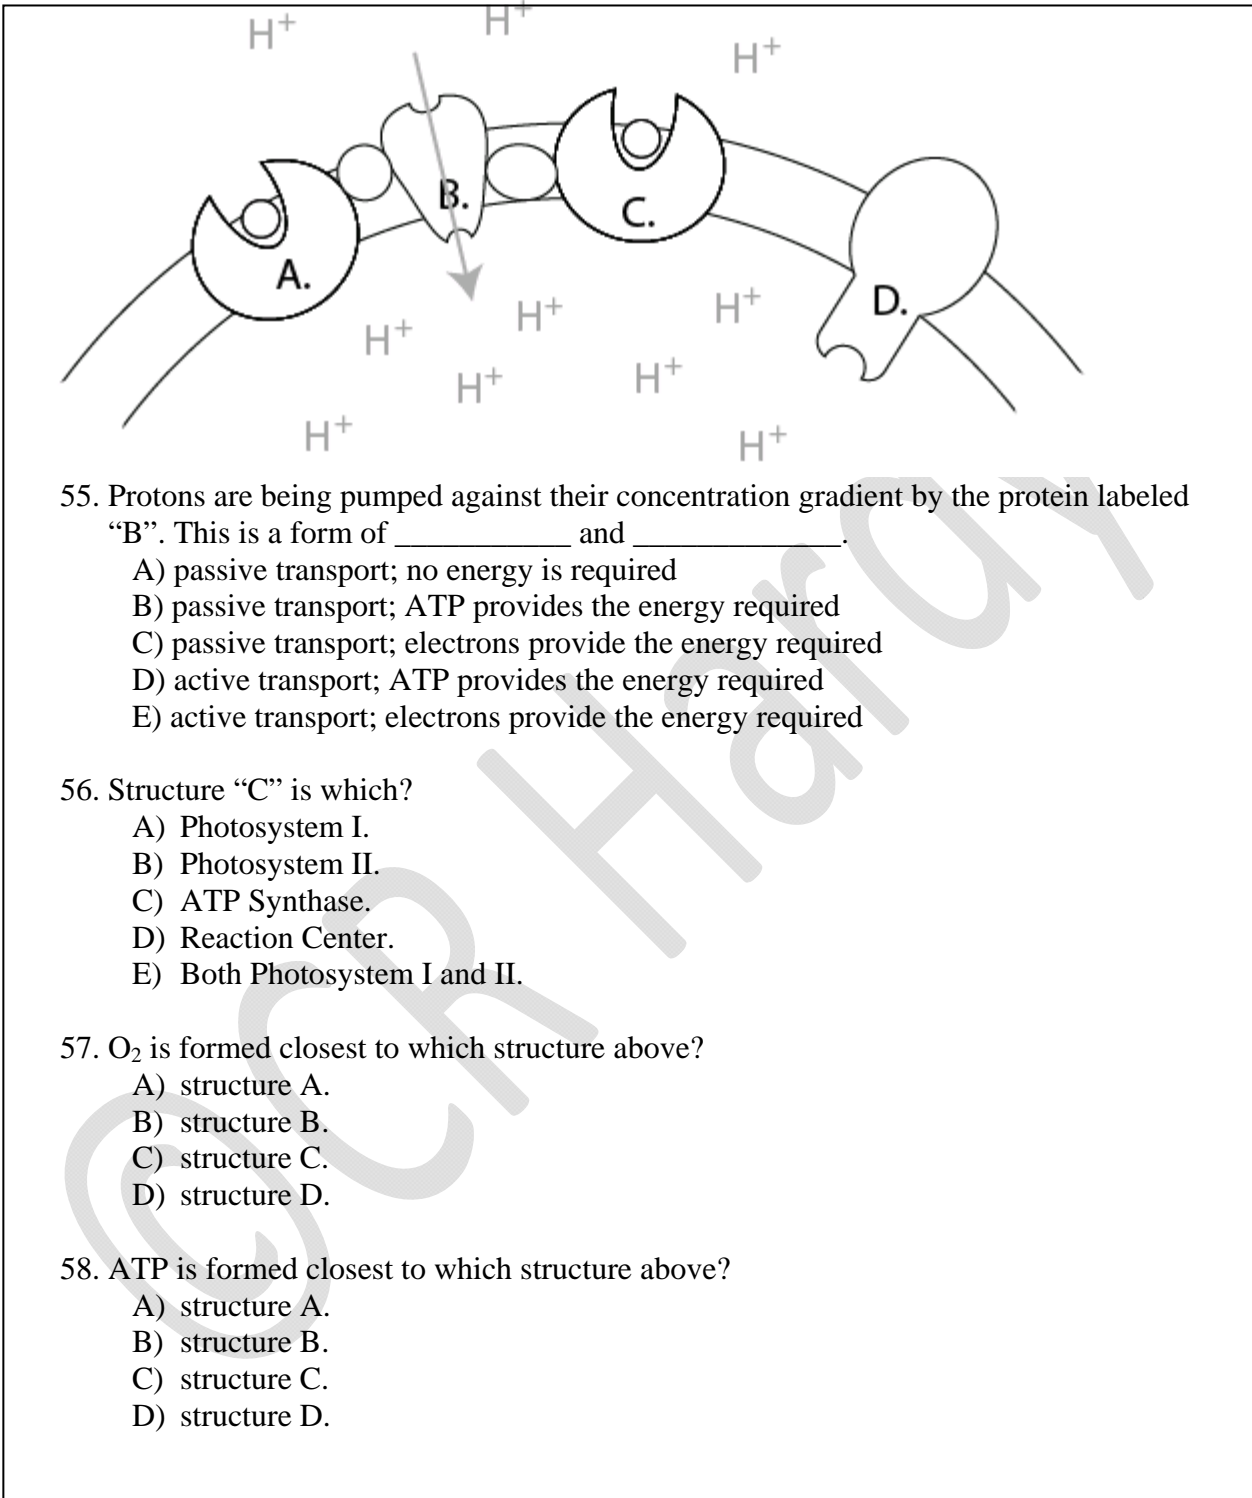 H⁺ H⁺ H⁺
A. B. C. D.
H⁺ H⁺ H⁺
H⁺ H⁺
H⁺ H⁺
55. Protons are being pumped against their concentration gradient by the protein labeled
“B”. This is a form of ___________ and _____________.
A) passive transport; no energy is required
B) passive transport; ATP provides the energy required
C) passive transport; electrons provide the energy required
D) active transport; ATP provides the energy required
E) active transport; electrons provide the energy required
56. Structure “C” is which?
A) Photosystem I.
B) Photosystem II.
C) ATP Synthase.
D) Reaction Center.
E) Both Photosystem I and II.
57. O₂ is formed closest to which structure above?
A) structure A.
B) structure B.
C) structure C.
D) structure D.
58. ATP is formed closest to which structure above?
A) structure A.
B) structure B.
C) structure C.
D) structure D.
©CR Hardy